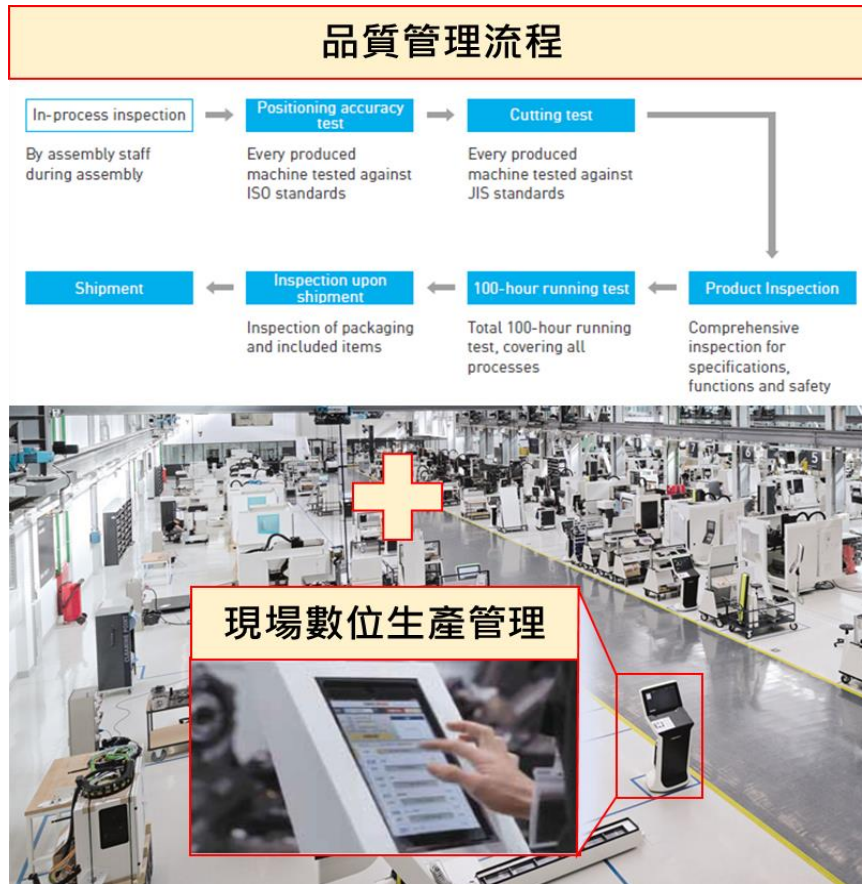 品質管理流程
In-process inspection
By assembly staff
during assembly
Positioning accuracy
test
Every produced
machine tested against
ISO standards
Cutting test
Every produced
machine tested against
JIS standards
Product Inspection
Comprehensive
inspection for
specifications,
functions and safety
100-hour running test
Total 100-hour running
test, covering all
processes
Inspection upon
shipment
Inspection of packaging
and included items
Shipment
5
現場數位生產管理